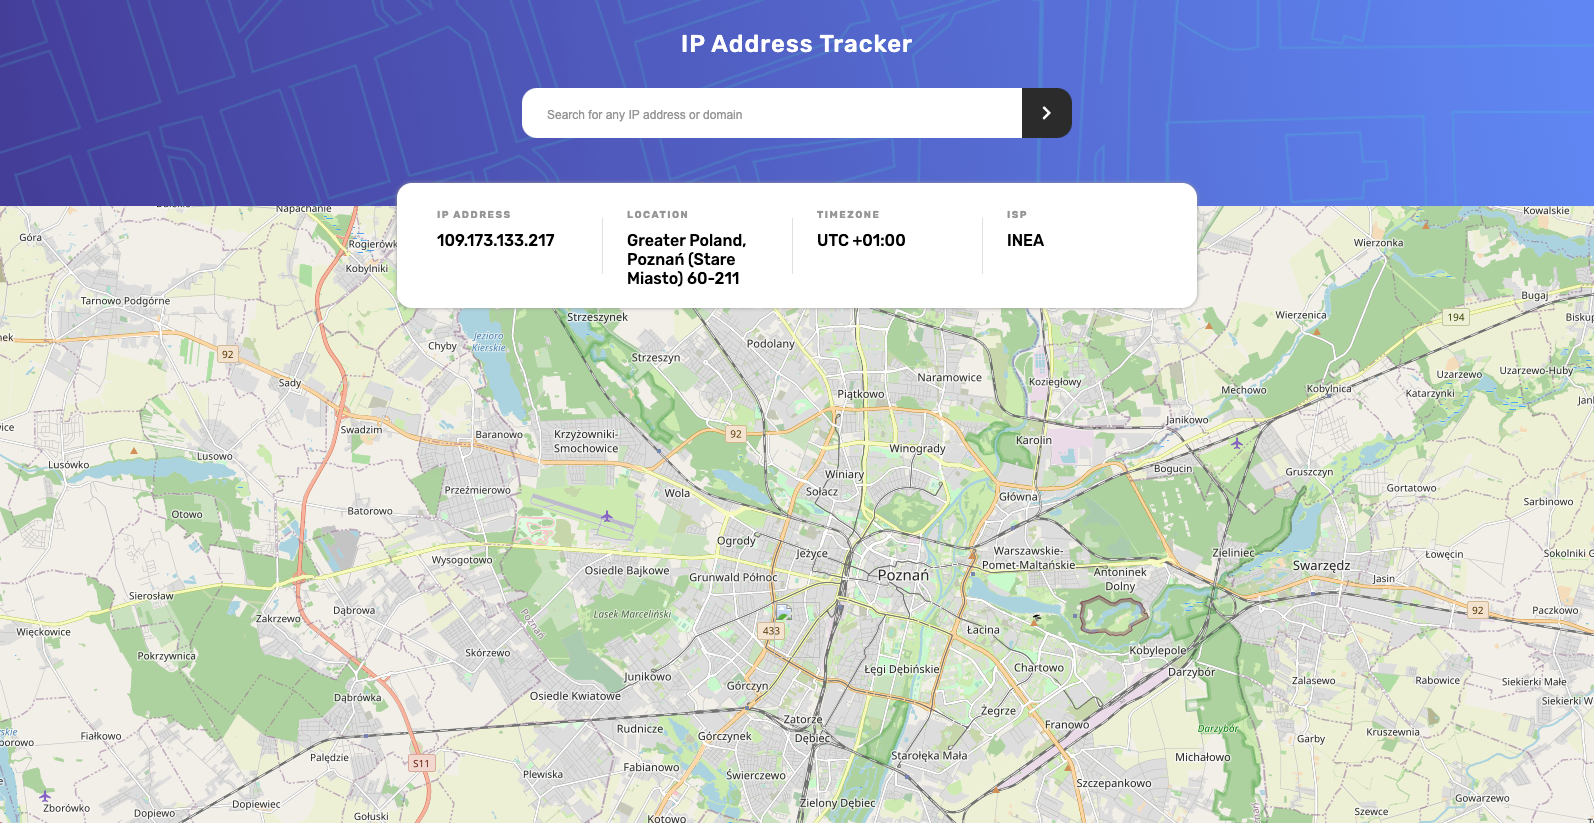 IP Address Tracker
Search for any IP address or domain
IP ADDRESS
109.173.133.217
LOCATION
Greater Poland,
Poznań (Stare
Miasto) 60-211
TIMEZONE
UTC +01:00
ISP
INEA
Napachanie
Kowalskie
Góra
Rogierów
Wierzonka
Kobylniki
Tarnowo Podgórne
Bugaj
Strzeszynek
Wierzenica
194
Jezioro
Kierskie
Chyby
Podolany
92
Strzeszyn
Sady
Naramowice
Koziegłowy
Uzarzewo
Uzarzewo-Huby
Mechowo
Kobylnica
Katarzynki
Piątkowo
Janikowo
Swadzim
Baranowo
Krzyżowniki-
Smochowice
92
Karolin
Winogrady
Lusowo
Lusówko
Bogucin
Gruszczyn
Winiary
Sołacz
Przeźmierowo
Wola
Główna
Gortatowo
Sarbinowo
Otowo
Batorowo
Ogrody
Jeżyce
Warszawskie-
Pomet-Maltańskie
Zieliniec
Łowęcin
Sokolniki G
Wysogotowo
Osiedle Bajkowe
Grunwald Północ
Poznań
Antoninek
Dolny
Swarzędz
Jasin
Sierosław
Dąbrowa
Zakrzewo
Lasek Marceliński
Poznań
92
Paczkowo
Więckowice
433
Łacina
Pokrzywnica
Skórzewo
Kobylepole
Junikowo
Łęgi Dębińskie
Chartowo
Darzybór
Zalasewo
Rabowice
Siekierki Małe
Dąbrówka
Osiedle Kwiatowe
Górczyn
Żegrze
Siekierki W
Zatorze
Franowo
Fiałkowo
Rudnicze
Górczynek
Dębiec
Darzybór
Garby
Kruszewnia
Palędzie
S11
Starołęka Mała
Michałowo
Plewiska
Fabianowo
Świerczewo
Szczepankowo
Zborówko
Dopiewiec
Zielony Dębiec
Gowarzewo
Dopiewo
Gołuski
Kotowo
Szewce